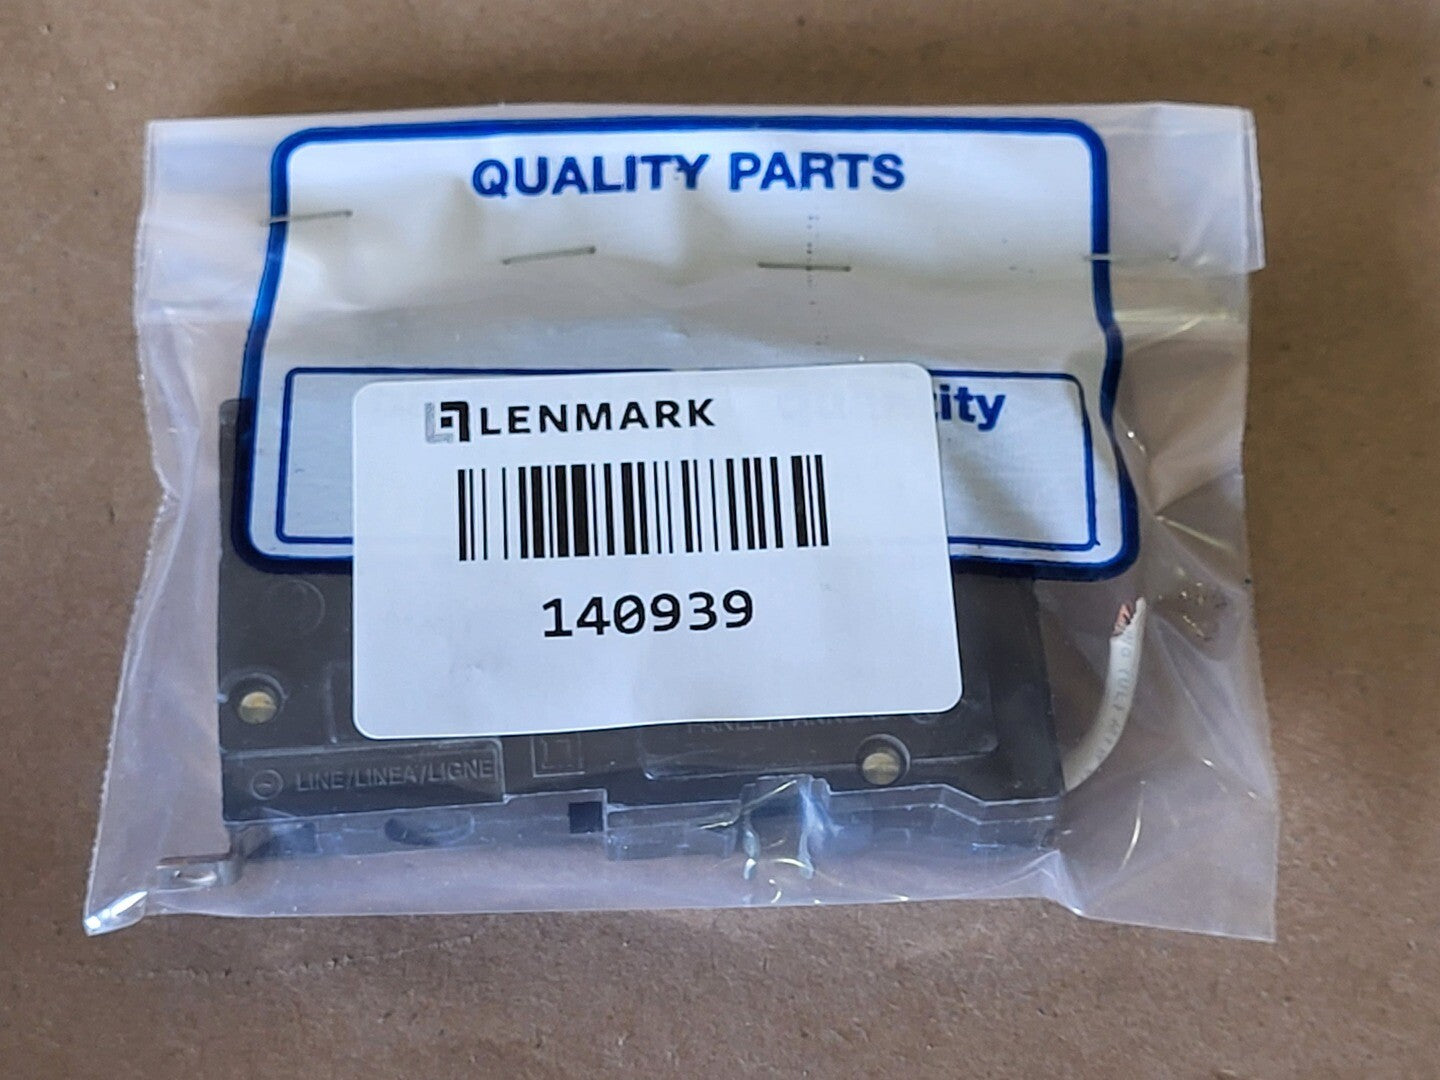 QUALITY PARTS
LENMARK
140939
LINE/LINEA/LIGNE